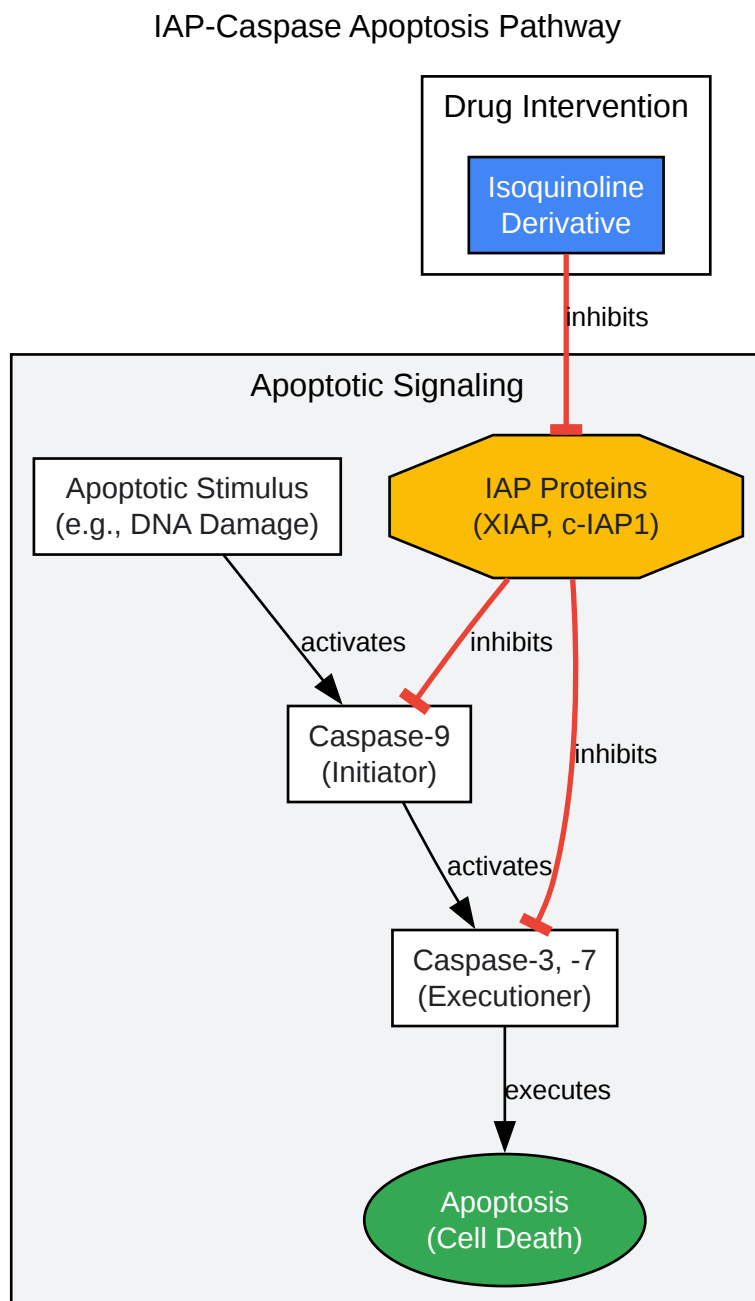 IAP-Caspase Apoptosis Pathway
Drug Intervention
Isoquinoline
Derivative
inhibits
Apoptotic Signaling
Apoptotic Stimulus
(e.g., DNA Damage)
IAP Proteins
(XIAP, c-IAP1)
activates
inhibits
Caspase-9
(Initiator)
inhibits
activates
Caspase-3, -7
(Executioner)
executes
Apoptosis
(Cell Death)